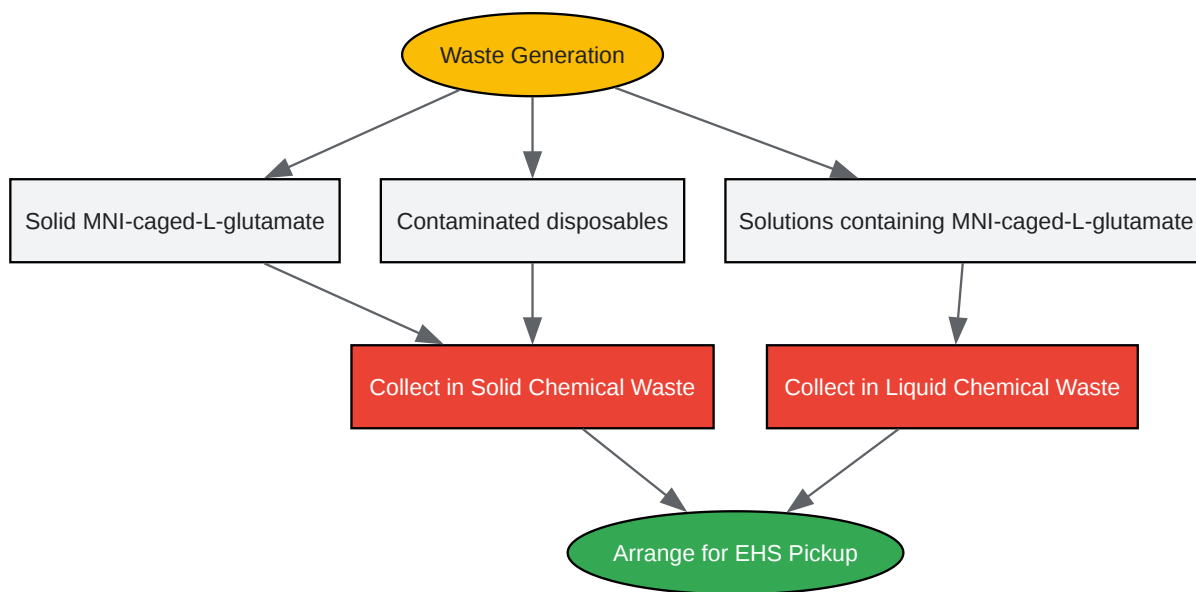 Waste Generation
Solid MNI-caged-L-glutamate
Contaminated disposables
Solutions containing MNI-caged-L-glutamate
Collect in Solid Chemical Waste
Collect in Liquid Chemical Waste
Arrange for EHS Pickup